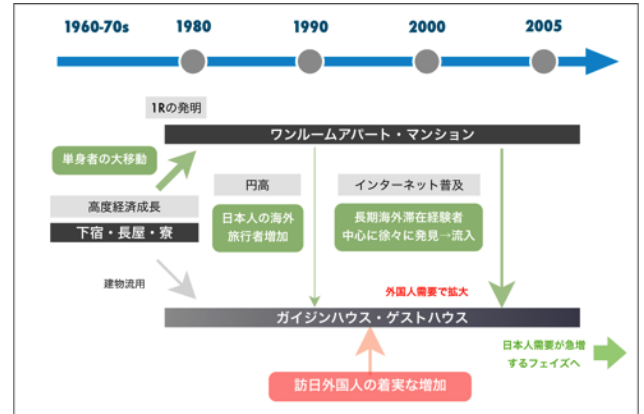 1960-70s 1980 1990 2000 2005
1Rの発明
ワンルームアパート・マンション
単身者の大移動
円高
インターネット普及
高度経済成長
日本人の海外
旅行者増加
長期海外滞在経験者
中心に徐々に発見→流入
下宿・長屋・寮
建物流用
外国人需要で拡大
ガイジンハウス・ゲストハウス
日本人需要が急増
するフェイズへ
訪日外国人の着実な増加